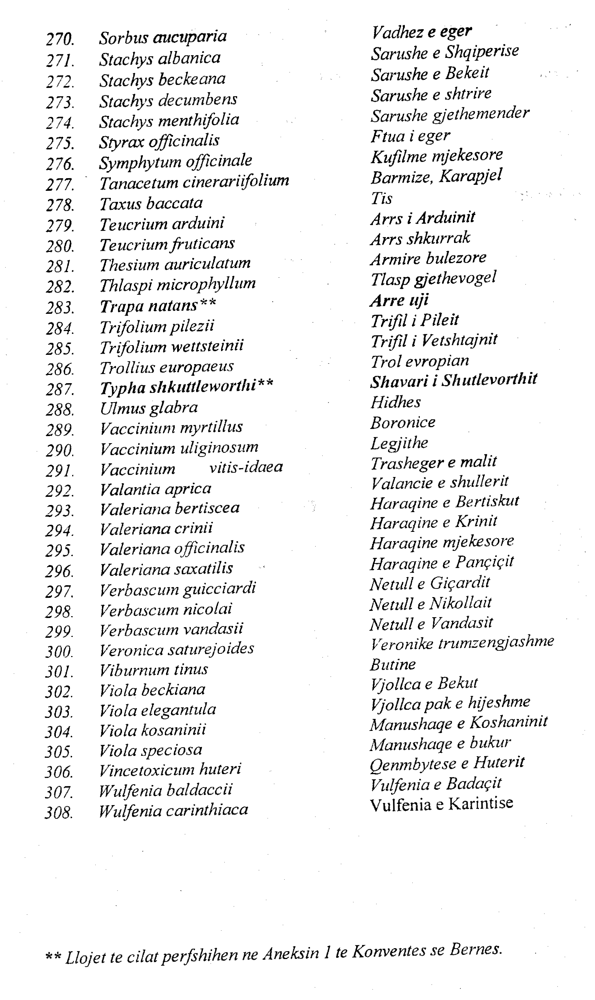 270. Sorbus aucuparia Vadhez e eger
271. Stachys albanica Sarushe e Shqiperise
272. Stachys beckeana Sarushe e Bekeit
273. Stachys decumbens Sarushe e shtrire
274. Stachys menthifolia Sarushe gjethemender
275. Styrax officinalis Ftua i eger
276. Symphytum officinale Kufilme mjekesore
277. Tanacetum cinerariifolium Barmize, Karapjel
278. Taxus baccata Tis
279. Teucrium arduini Arrs i Arduinit
280. Teucrium fruticans Arrs shkurrak
281. Thesium auriculatum Armire bulezore
282. Thlaspi microphyllum Tlasp gjethevogel
283. Trapa natans** Arre uji
284. Trifolium pilezii Trifil i Pileit
285. Trifolium wettsteinii Trifil i Vetshtajnit
286. Trollius europaeus Trol evropian
287. Typha shkuttleworthi** Shavari i Shutlevorthit
288. Ulmus glabra Hidhes
289. Vaccinium myrtillus Boronice
290. Vaccinium uliginosum Legjithe
291. Vaccinium vitis-idaea Trasheger e malit
292. Valantia aprica Valancie e shullerit
293. Valeriana bertiscea Haraqine e Bertiskut
294. Valeriana crinii Haraqine e Krinit
295. Valeriana officinalis Haraqine mjekesore
296. Valeriana saxatilis Haraqine e Pançiçit
297. Verbascum guicciardi Netull e Giçardit
298. Verbascum nicolai Netull e Nikollait
299. Verbascum vandasii Netull e Vandasit
300. Veronica saturejoides Veronike trumzengjashme
301. Viburnum tinus Butine
302. Viola beckiana Vjollca e Bekut
303. Viola elegantula Vjollca pak e hijeshme
304. Viola kosaninii Manushaqe e Koshaninit
305. Viola speciosa Manushaqe e bukur
306. Vincetoxicum huteri Qenmbytese e Huterit
307. Wulfenia baldaccii Vulfenia e Badaçit
308. Wulfenia carinthiaca Vulfenia e Karintise
** Llojet te cilat perfshihen ne Aneksin 1 te Konventes se Bernes.